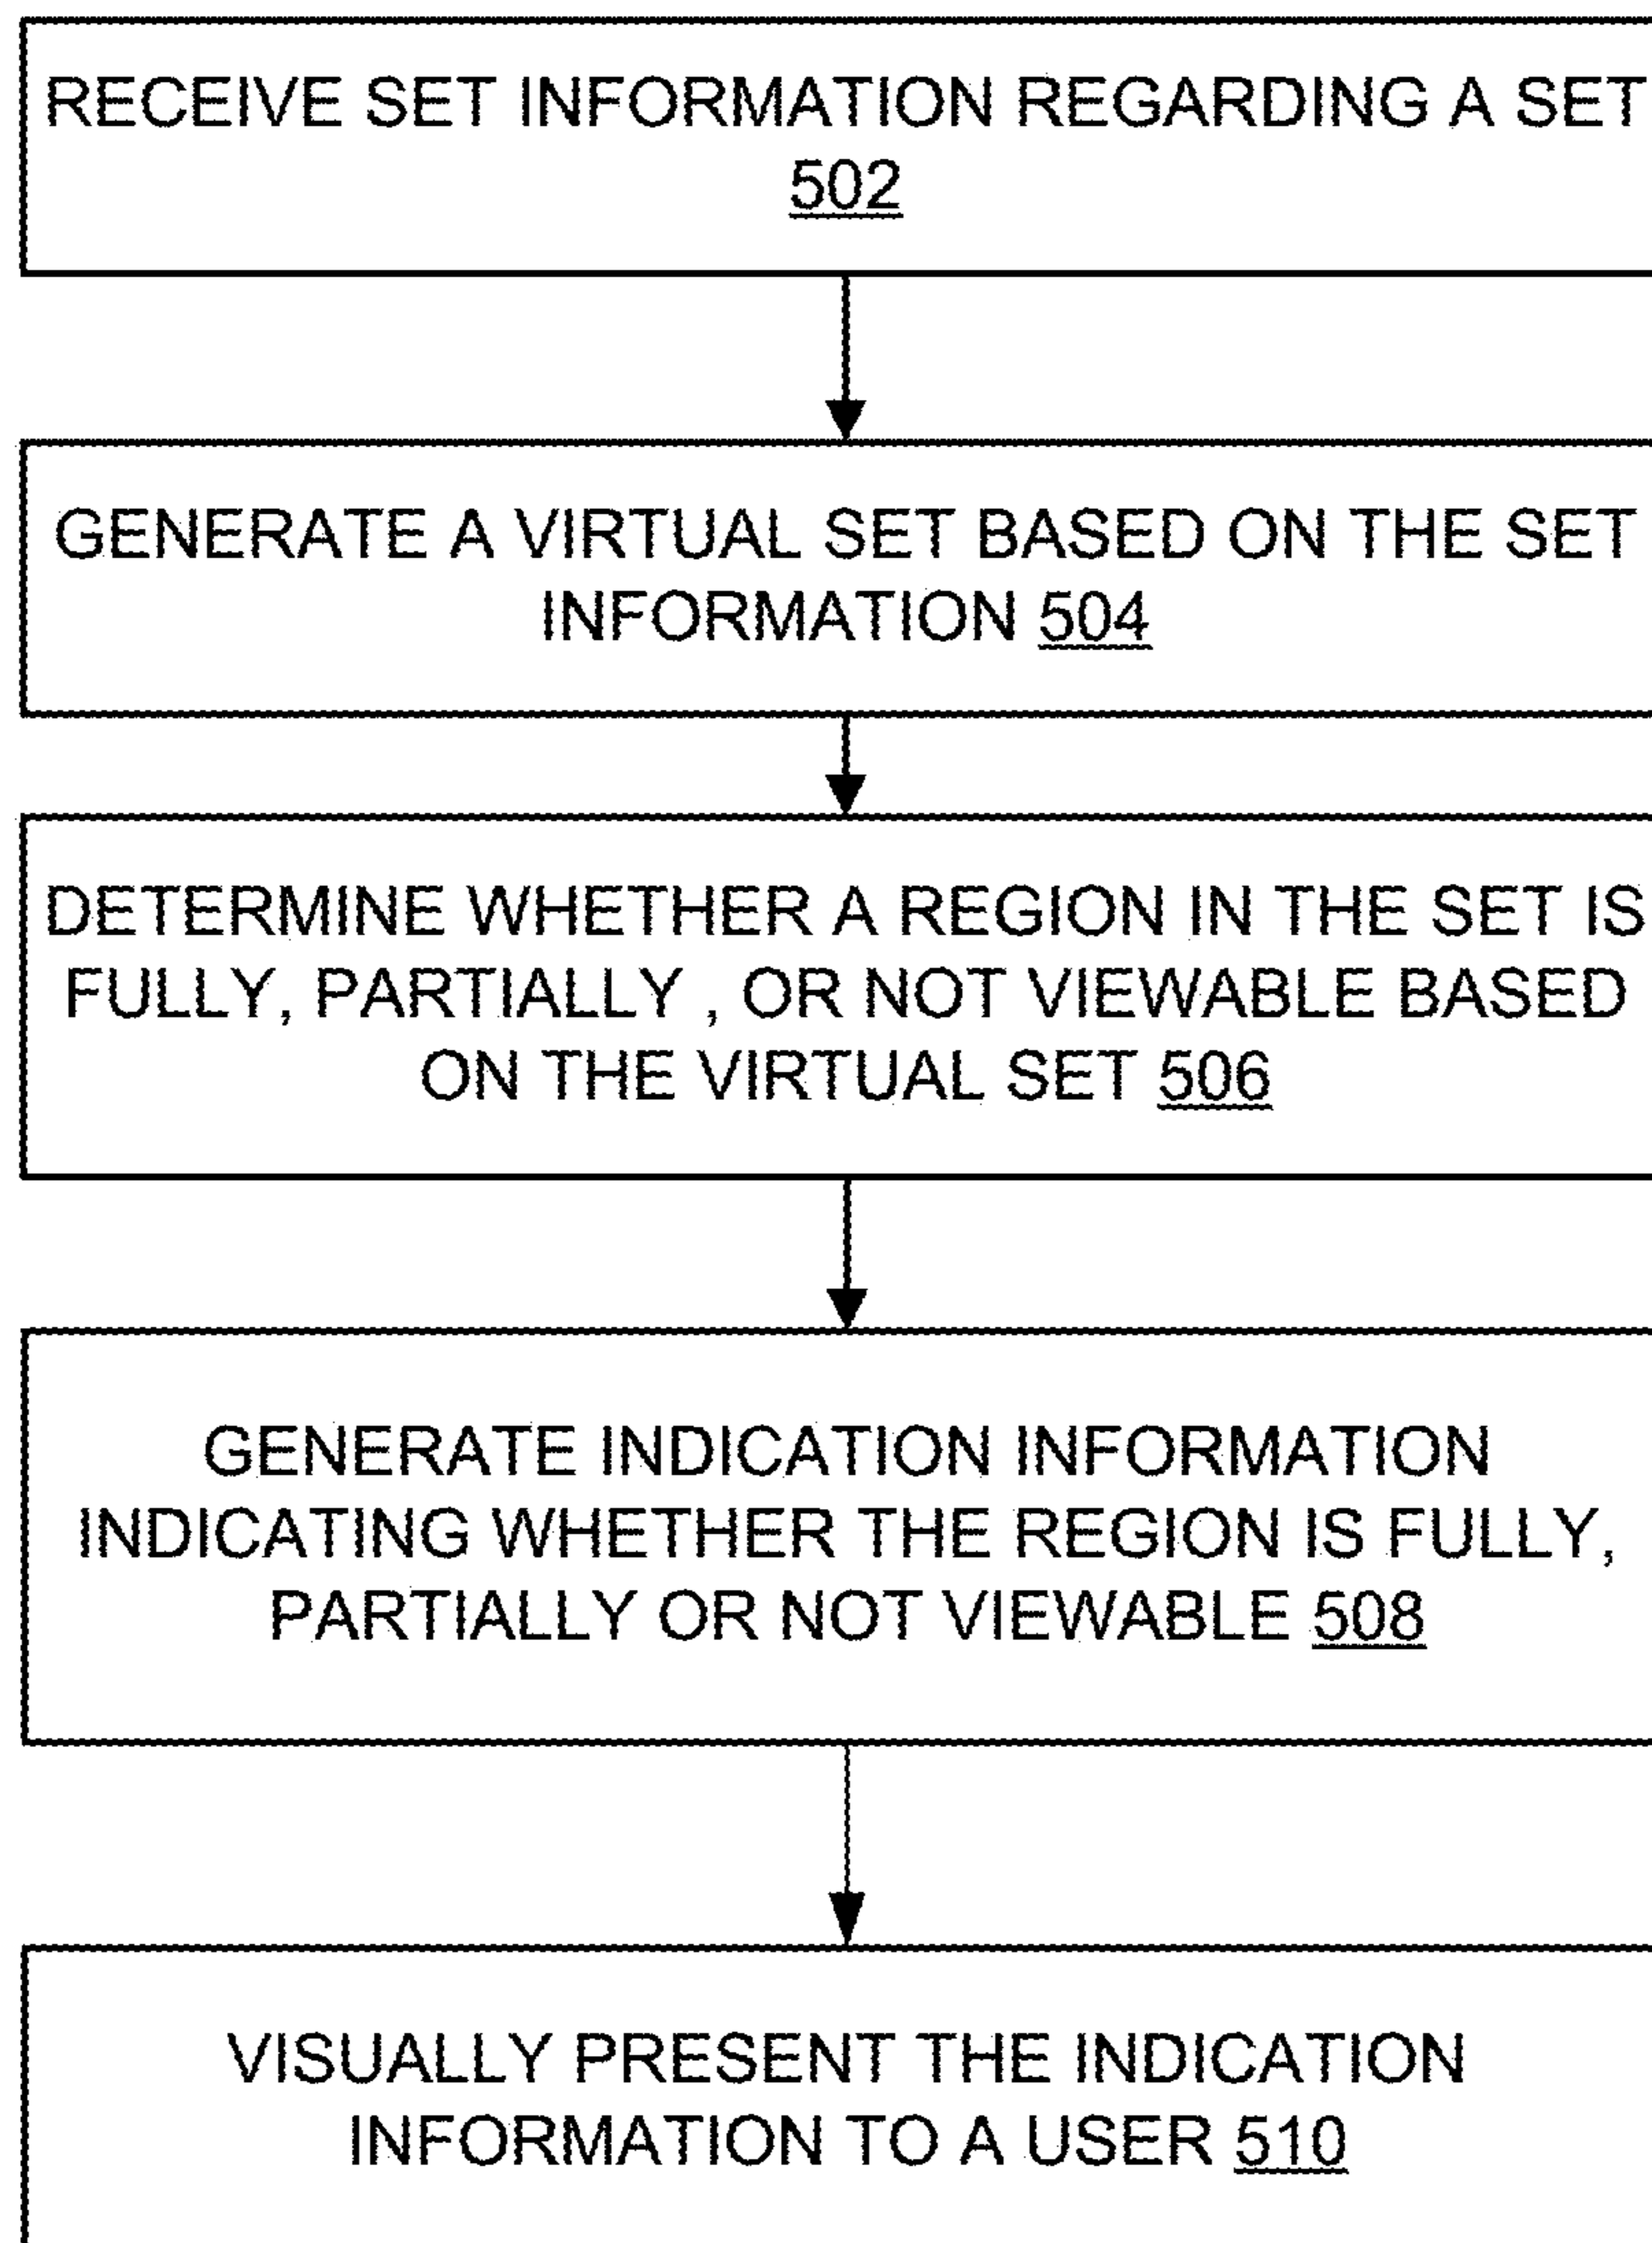 RECEIVE SET INFORMATION REGARDING A SET
502
GENERATE A VIRTUAL SET BASED ON THE SET
INFORMATION 504
DETERMINE WHETHER A REGION IN THE SET IS
FULLY, PARTIALLY , OR NOT VIEWABLE BASED
ON THE VIRTUAL SET 506
GENERATE INDICATION INFORMATION
INDICATING WHETHER THE REGION IS FULLY,
PARTIALLY OR NOT VIEWABLE 508
VISUALLY PRESENT THE INDICATION
INFORMATION TO A USER 510